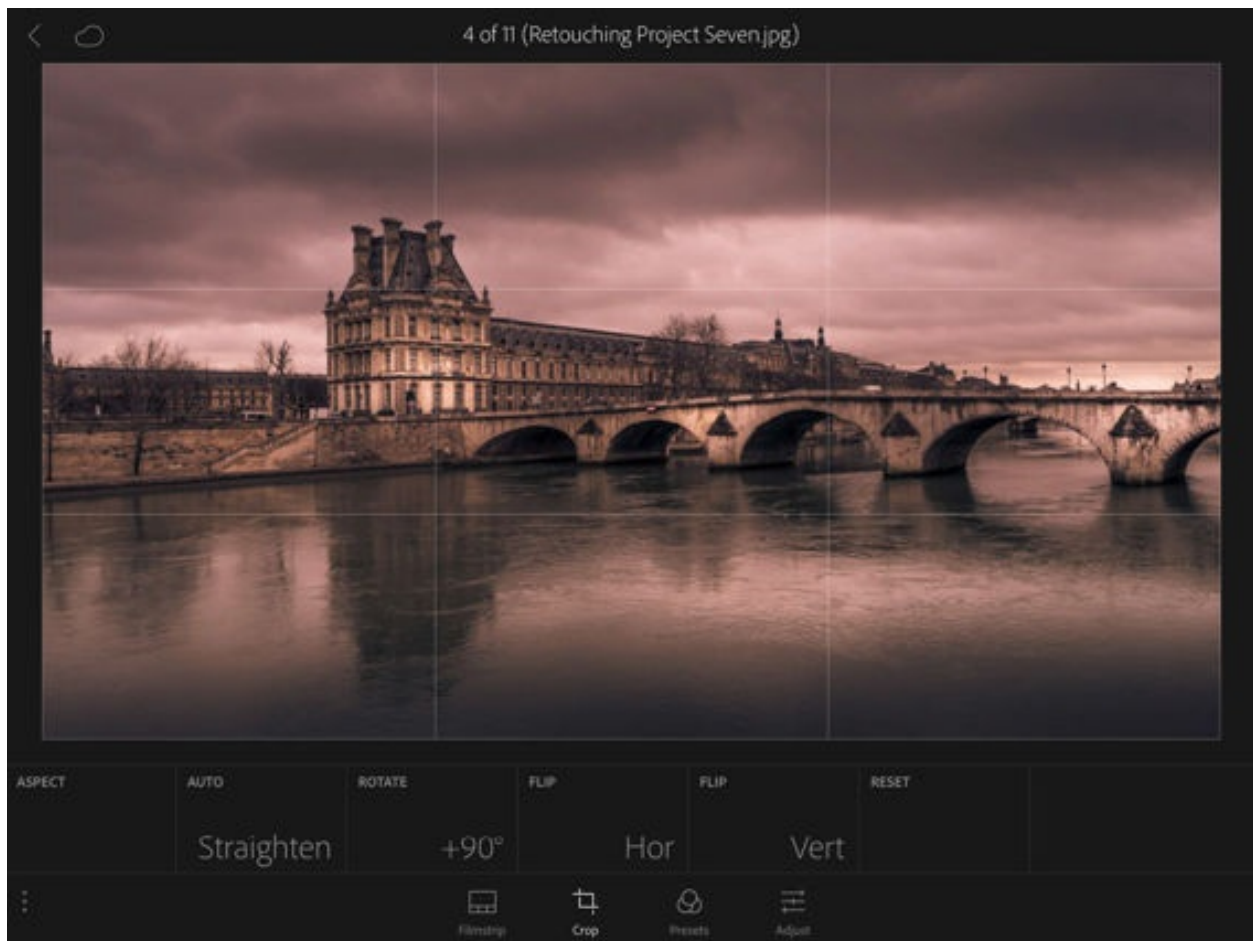 4 of 11 (Retouching Project Seven.jpg)
ASPECT
AUTO
Straighten
ROTATE
+90°
FLIP
Hor
FLIP
Vert
RESET
Filmstrip
Crop
Presets
Adjust